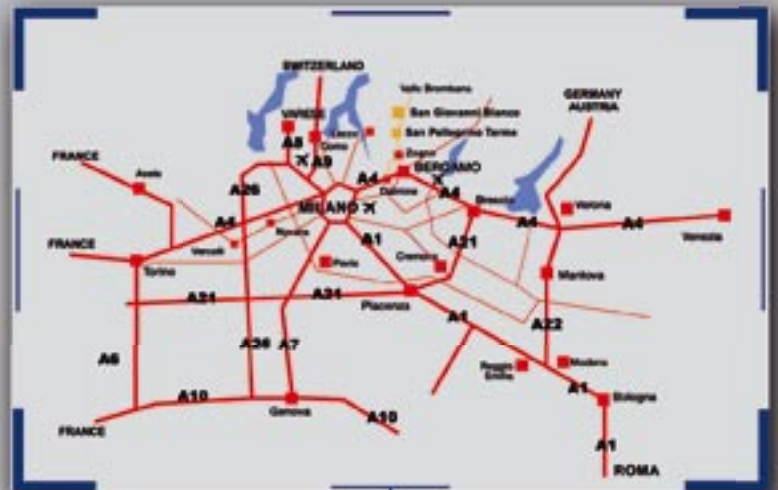 SWITZERLAND
Valle Brembana
GERMANY
AUSTRIA
VARESE
San Giovanni Bianco
Lecco
San Pellegrino Terme
A8
Como
Zogno
FRANCE
A9
BERGAMO
Aosta
A4
Dalmine
A4
A26
Brescia
Verona
MILANO
A4
A4
A4
Novara
A1
Venezia
FRANCE
Vercelli
A21
Cremona
Torino
Pavia
Mantova
A21
A21
Piacenza
A1
A22
A6
A26
A7
Reggio
Emilia
Modena
A1
A10
Bologna
Genova
A10
FRANCE
A1
ROMA